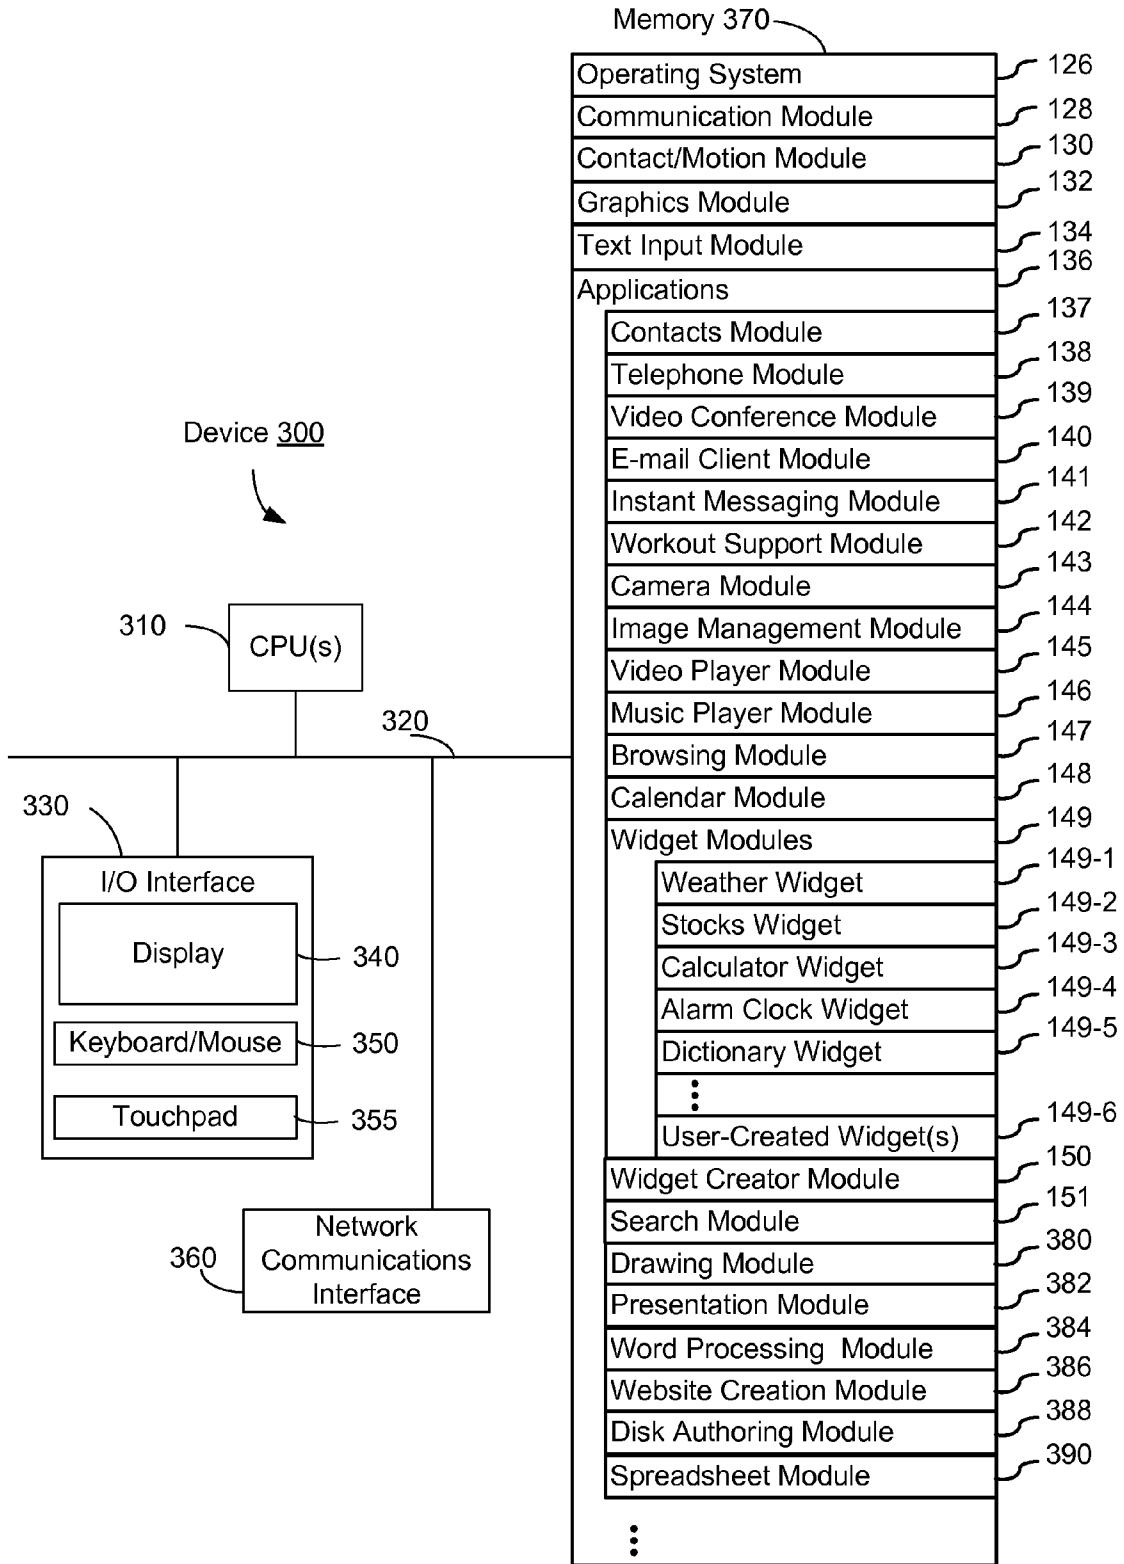 Memory 370
Operating System 126
Communication Module 128
Contact/Motion Module 130
Graphics Module 132
Text Input Module 134
Applications 136
Contacts Module 137
Telephone Module 138
Video Conference Module 139
E-mail Client Module 140
Instant Messaging Module 141
Workout Support Module 142
Camera Module 143
Image Management Module 144
Video Player Module 145
Music Player Module 146
Browsing Module 147
Calendar Module 148
Widget Modules 149
Weather Widget 149-1
Stocks Widget 149-2
Calculator Widget 149-3
Alarm Clock Widget 149-4
Dictionary Widget 149-5
User-Created Widget(s) 149-6
Widget Creator Module 150
Search Module 151
Drawing Module 380
Presentation Module 382
Word Processing Module 384
Website Creation Module 386
Disk Authoring Module 388
Spreadsheet Module 390
Device 300
310
CPU(s)
320
330
I/O Interface
Display 340
Keyboard/Mouse 350
Touchpad 355
360
Network
Communications
Interface